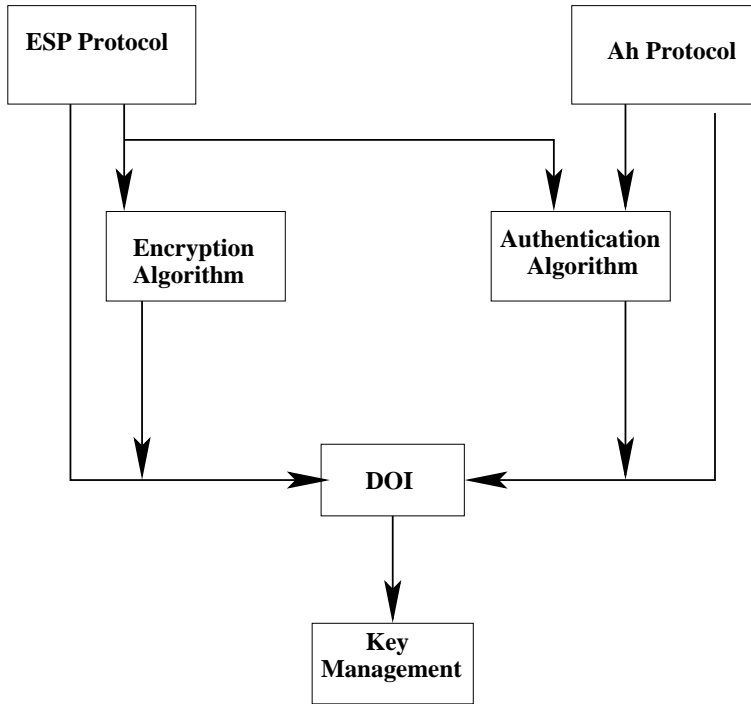 ESP Protocol
Ah Protocol
Encryption
Algorithm
Authentication
Algorithm
DOI
Key
Management